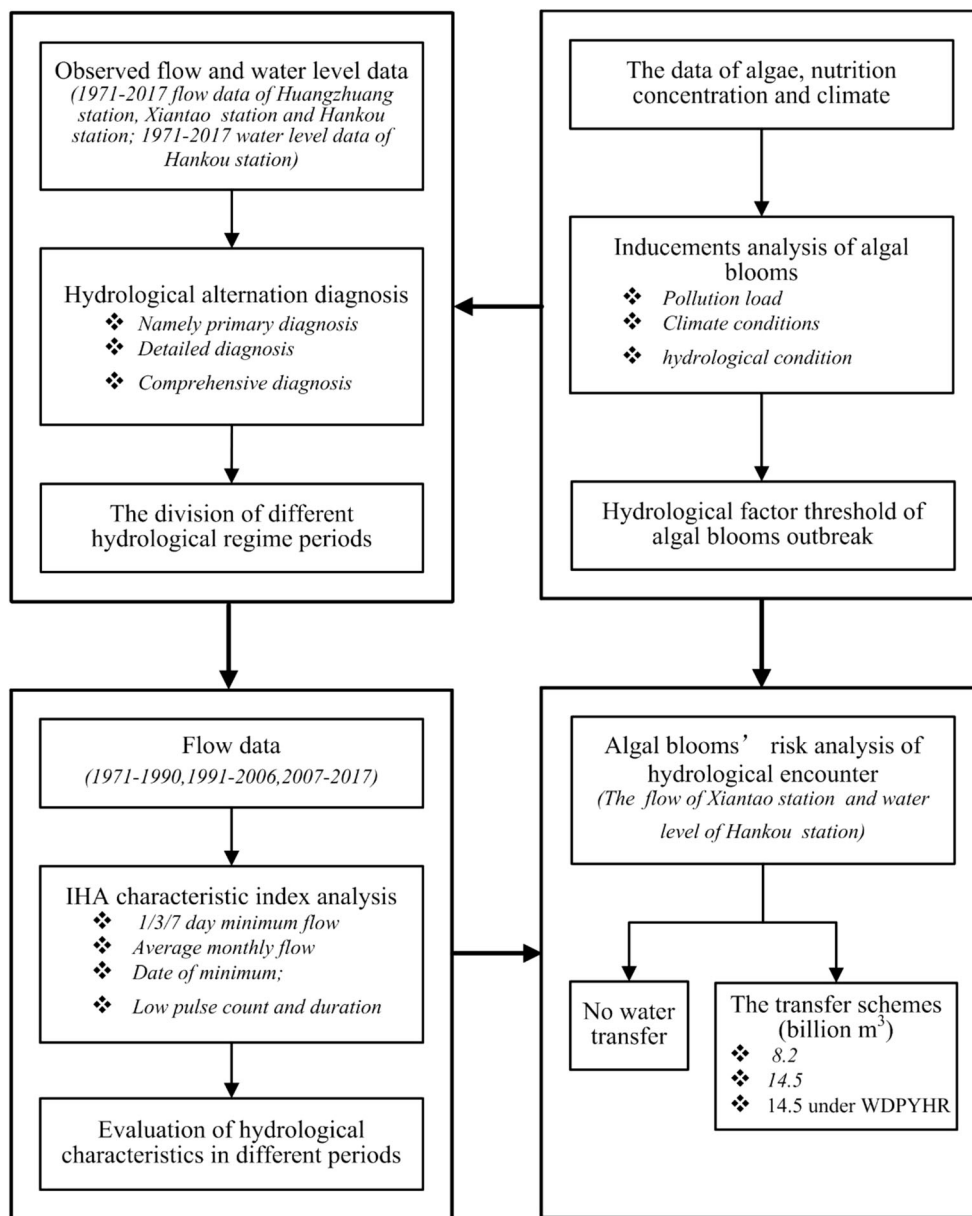 Observed flow and water level data
(1971-2017 flow data of Huangzhuang
station, Xiantao station and Hankou
station; 1971-2017 water level data of
Hankou station)
Hydrological alternation diagnosis
❖ Namely primary diagnosis
❖ Detailed diagnosis
❖ Comprehensive diagnosis
The division of different
hydrological regime periods
The data of algae, nutrition
concentration and climate
Inducements analysis of algal
blooms
❖ Pollution load
❖ Climate conditions
❖ hydrological condition
Hydrological factor threshold of
algal blooms outbreak
Flow data
(1971-1990,1991-2006,2007-2017)
IHA characteristic index analysis
❖ 1/3/7 day minimum flow
❖ Average monthly flow
❖ Date of minimum;
❖ Low pulse count and duration
Evaluation of hydrological
characteristics in different periods
Algal blooms’ risk analysis of
hydrological encounter
(The flow of Xiantao station and water
level of Hankou station)
No water
transfer
The transfer schemes
(billion m³)
❖ 8.2
❖ 14.5
❖ 14.5 under WDPYHR